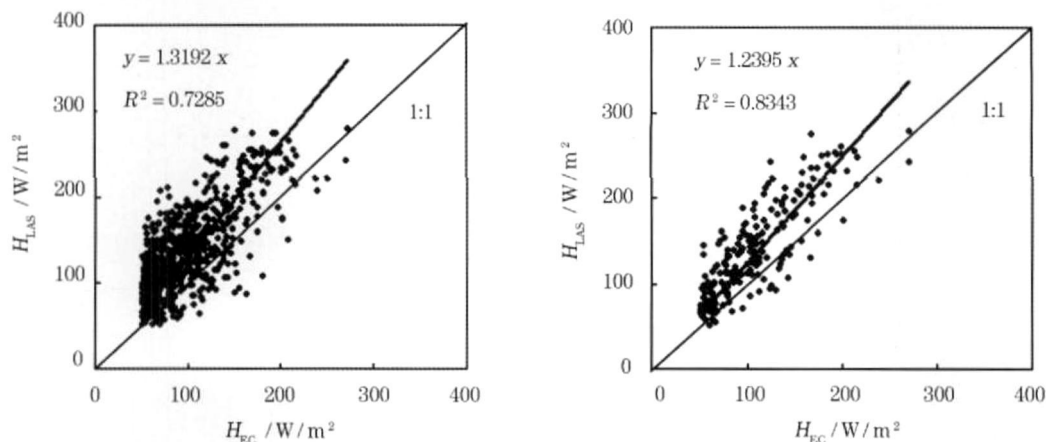 400
y = 1.3192 x
R² = 0.7285
300
1:1
H_LAS / W/m²
200
100
0
0 100 200 300 400
H_EC / W/m²
400
y = 1.2395 x
R² = 0.8343
300
1:1
H_LAS / W/m²
200
100
0
0 100 200 300 400
H_EC / W/m²